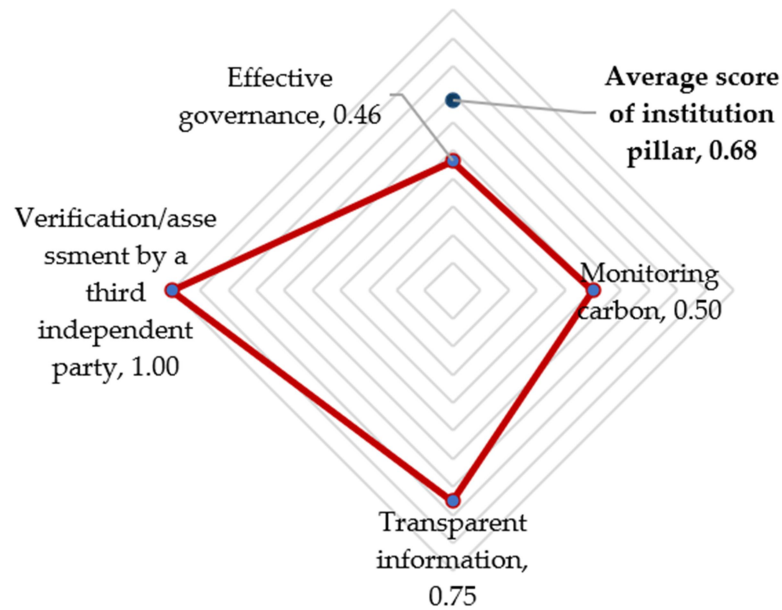 Effective
governance, 0.46
Average score
of institution
pillar, 0.68
Verification/asse
ssment by a
third
independent
party, 1.00
Monitoring
carbon, 0.50
Transparent
information,
0.75